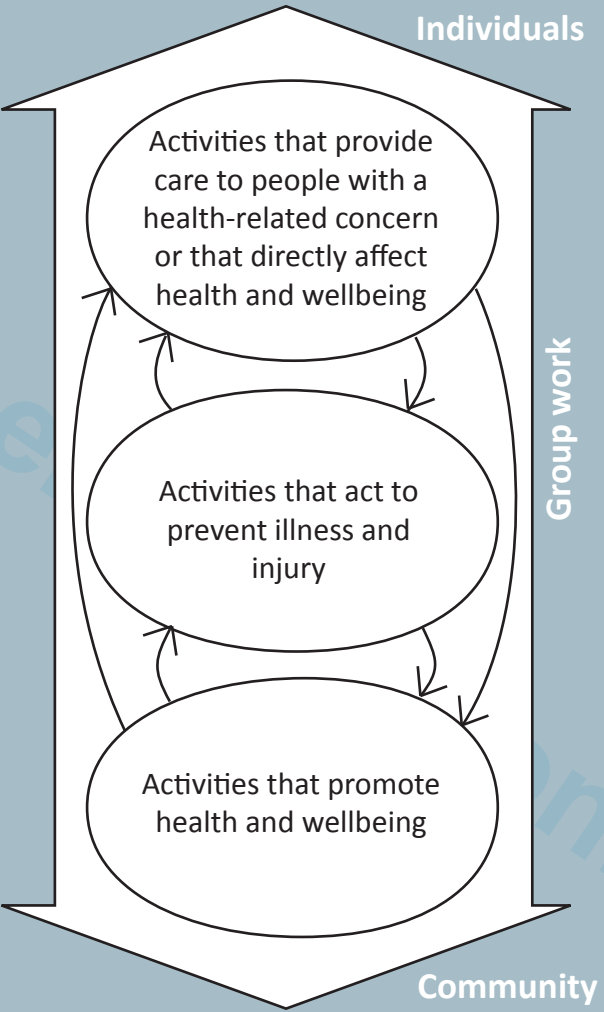 Individuals
Activities that provide
care to people with a
health-related concern
or that directly affect
health and wellbeing
Group work
Activities that act to
prevent illness and
injury
Activities that promote
health and wellbeing
Community